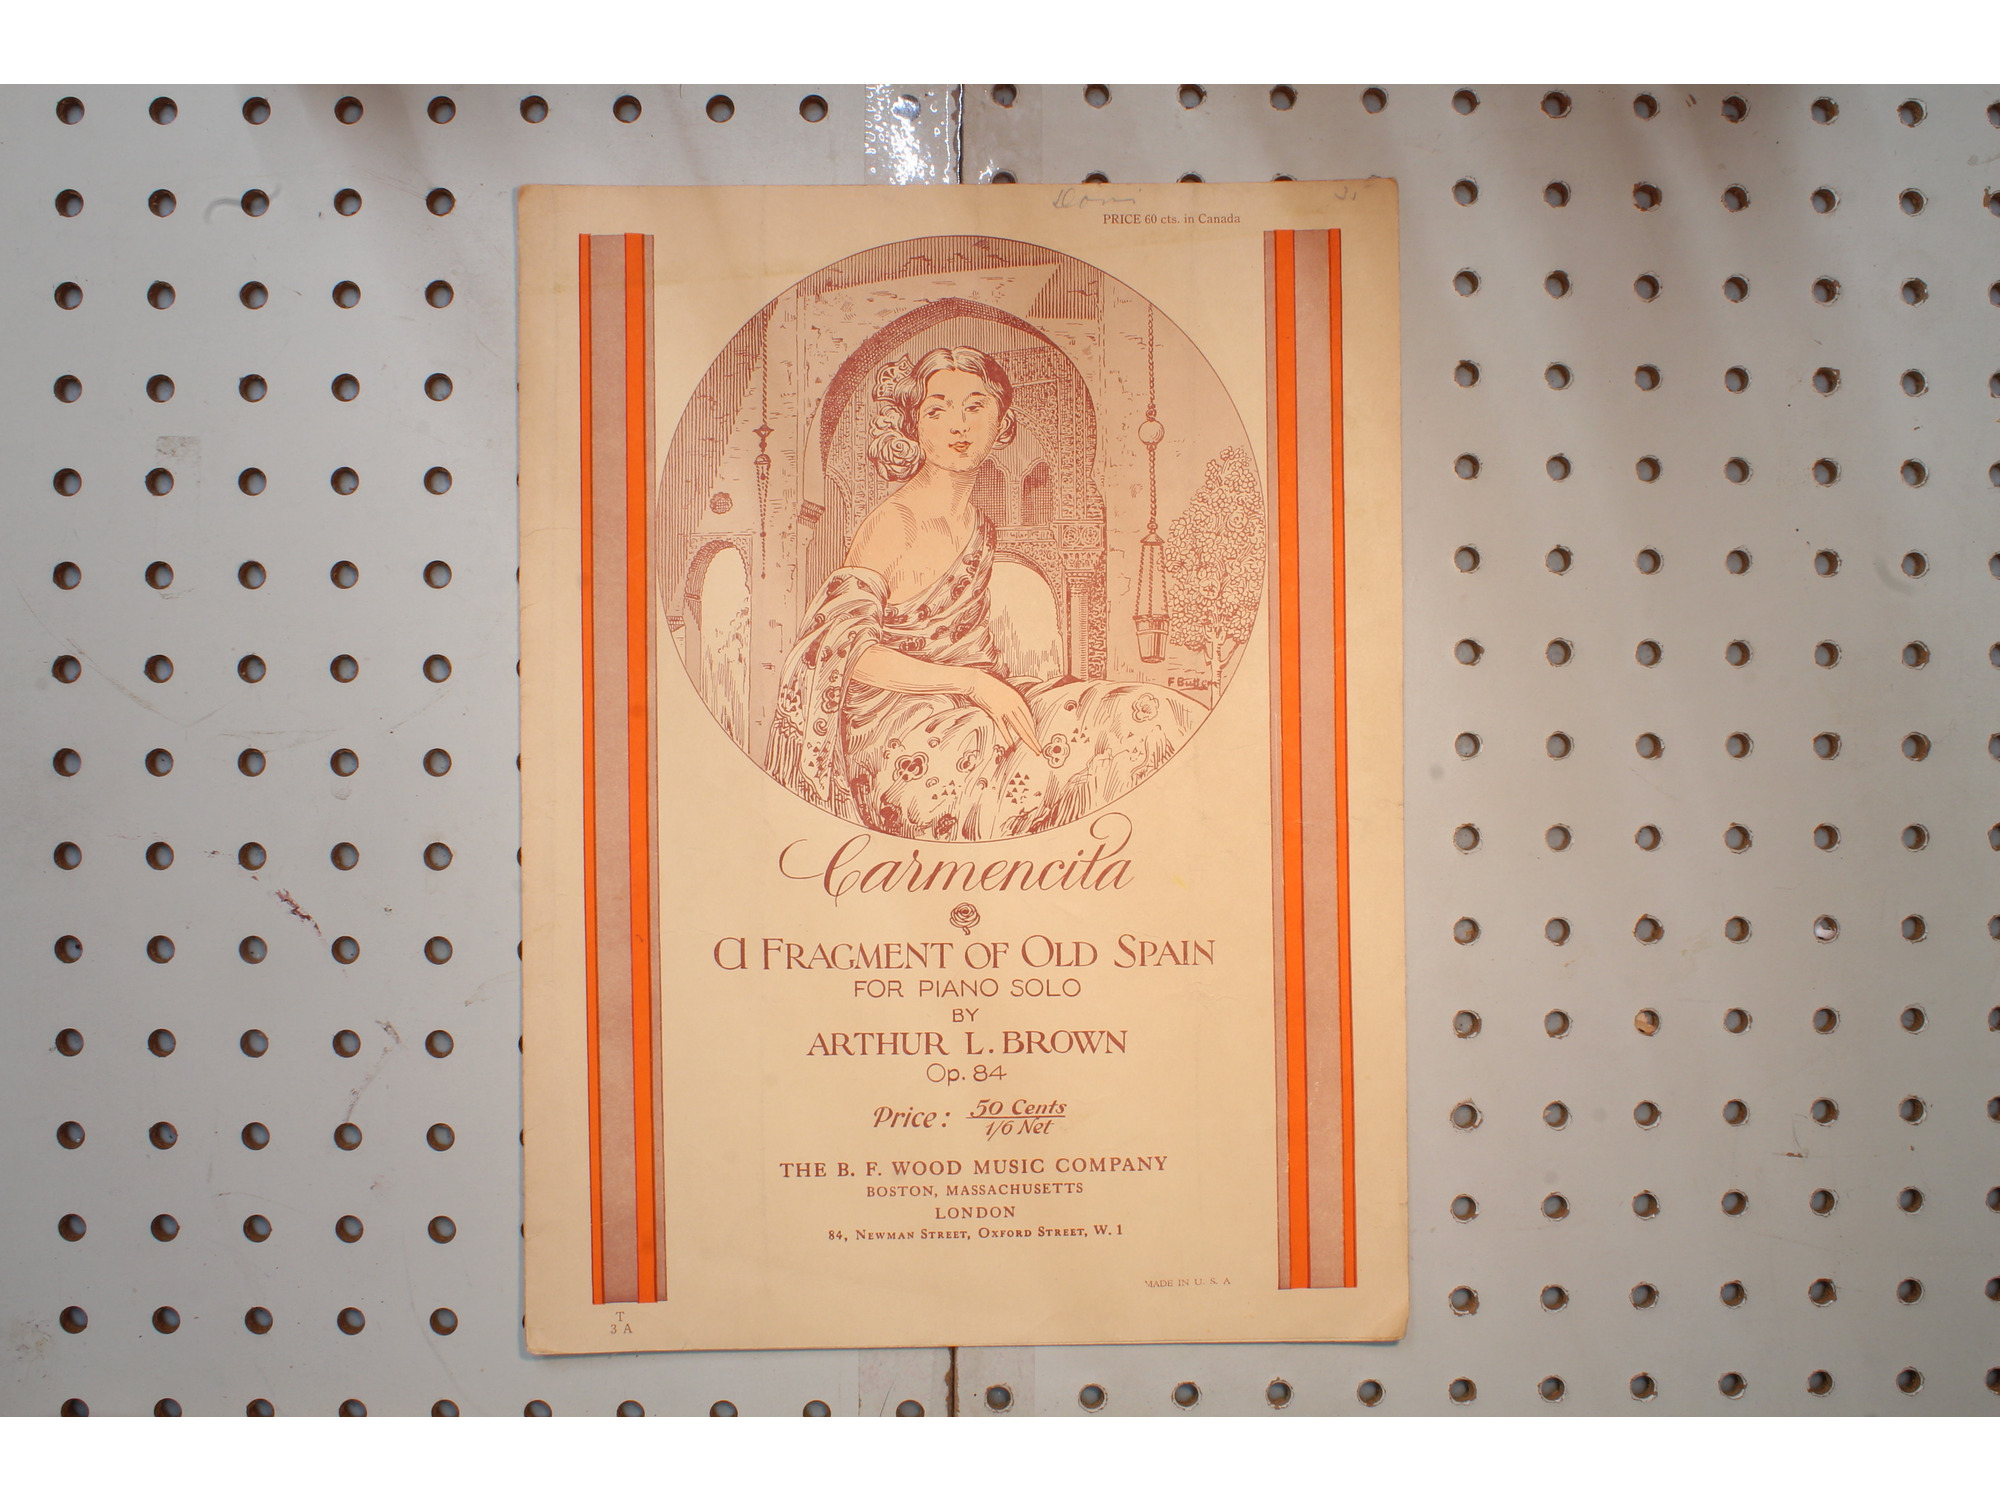 PRICE 60 cts. in Canada
Carmencita
A FRAGMENT OF OLD SPAIN
FOR PIANO SOLO
BY
ARTHUR L. BROWN
Op. 84
Price: 50 Cents
1/6 Net
THE B. F. WOOD MUSIC COMPANY
BOSTON, MASSACHUSETTS
LONDON
84, NEWMAN STREET, OXFORD STREET, W. 1
MADE IN U. S. A
T
3 A